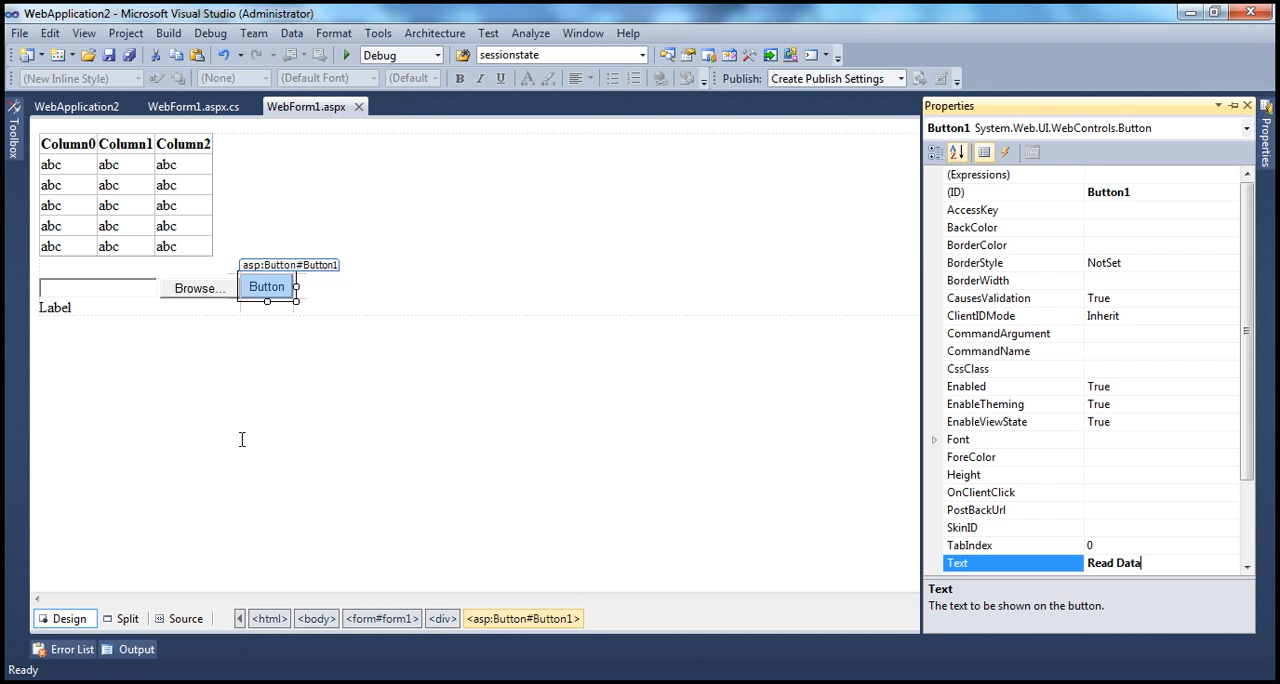 WebApplication2 - Microsoft Visual Studio (Administrator)
File Edit View Project Build Debug Team Data Format Tools Architecture Test Analyze Window Help
Debug sessionstate
(New Inline Style) (None) (Default Font) (Default B I U A Publish: Create Publish Settings
WebApplication2 WebForm1.aspx.cs WebForm1.aspx
Toolbox
Column0 Column1 Column2
abc abc abc
abc abc abc
abc abc abc
abc abc abc
abc abc abc
asp:Button#Button1
Browse... Button
Label
Design Split Source <html> <body> <form#form1> <div> <asp:Button#Button1>
Properties
Button1 System.Web.UI.WebControls.Button
(Expressions)
(ID) Button1
AccessKey
BackColor
BorderColor
BorderStyle NotSet
BorderWidth
CausesValidation True
ClientIDMode Inherit
CommandArgument
CommandName
CssClass
Enabled True
EnableTheming True
EnableViewState True
Font
ForeColor
Height
OnClientClick
PostBackUrl
SkinID
TabIndex 0
Text Read Data
Text
The text to be shown on the button.
Properties
Error List Output
Ready